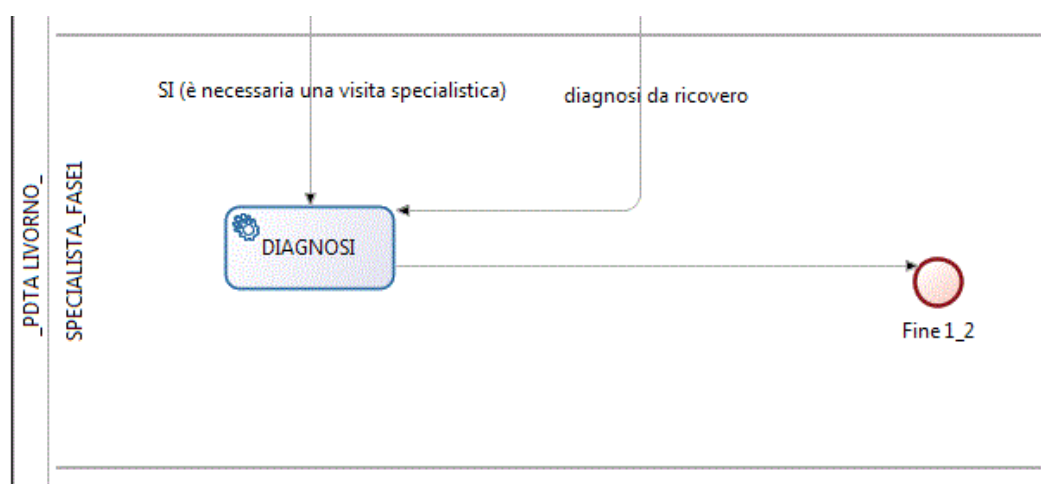 SI (è necessaria una visita specialistica)
diagnosi da ricovero
_PDTA LIVORNO_
SPECIALISTA_FASE1
DIAGNOSI
Fine 1_2